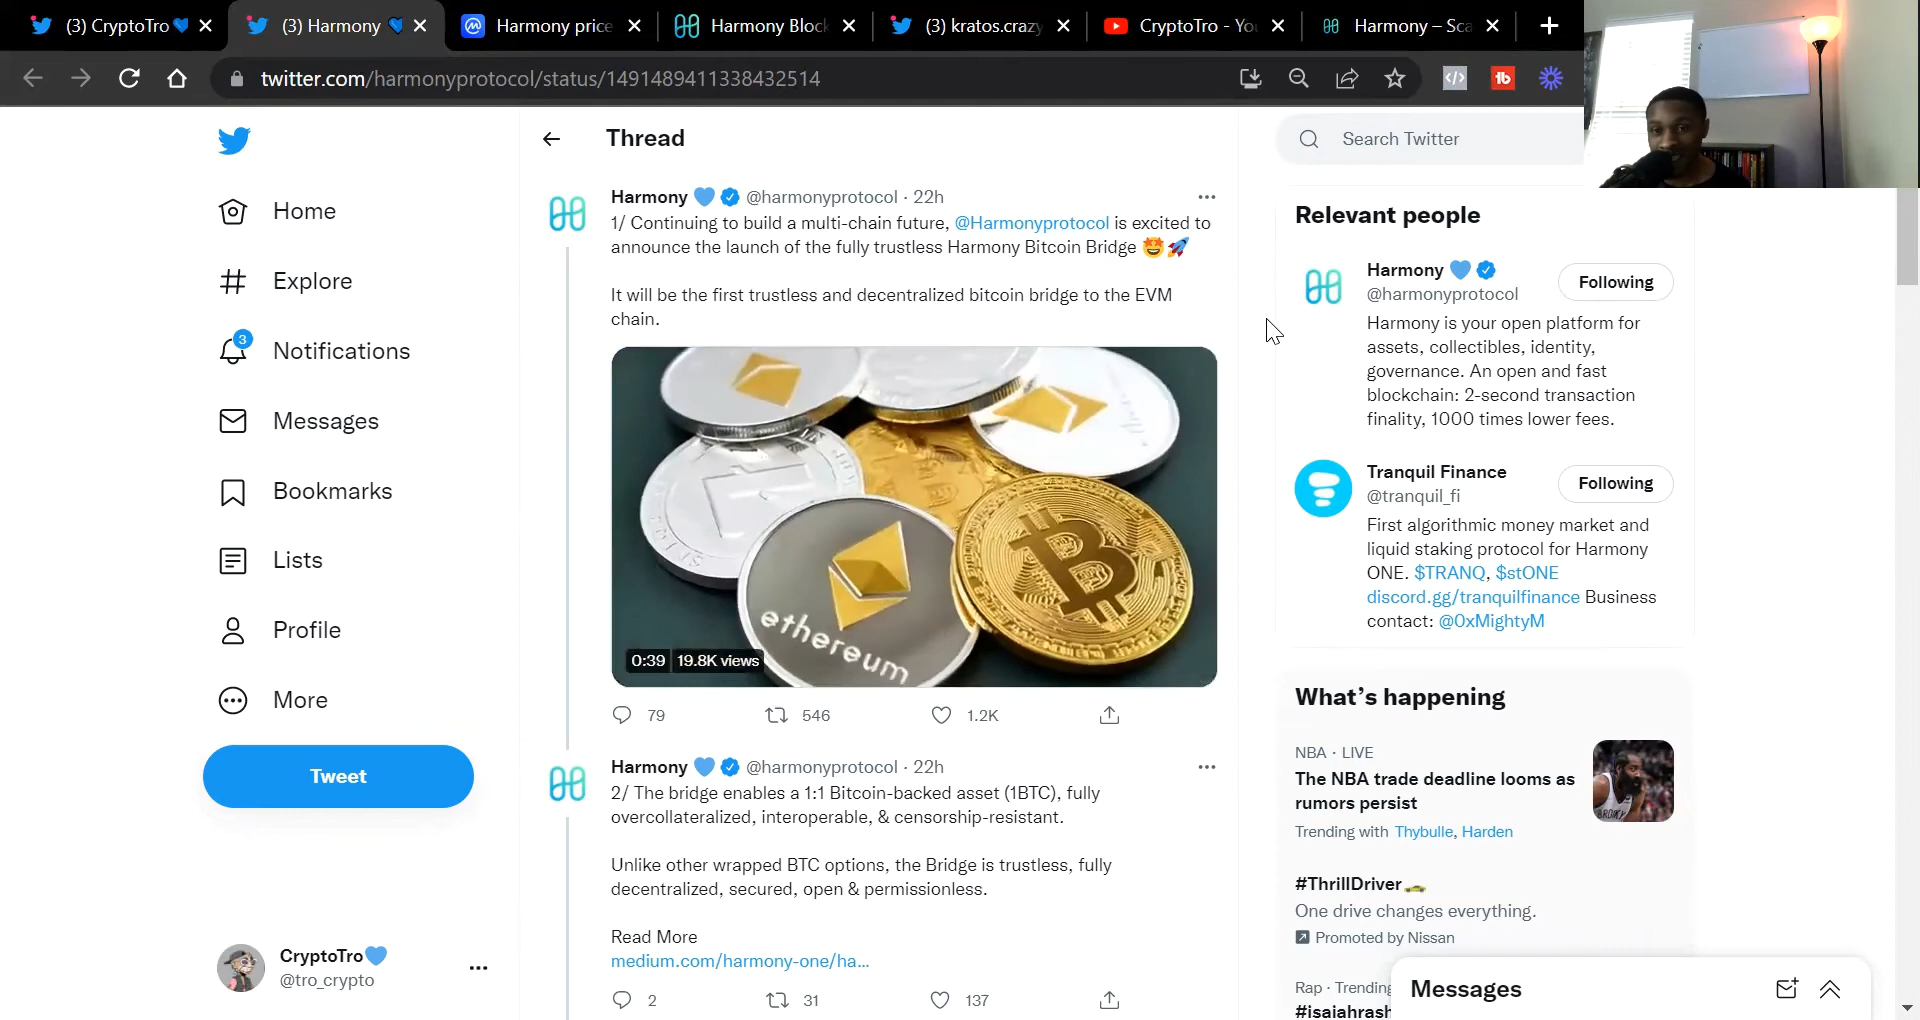 (3) CryptoTro💙
(3) Harmony 💙
Harmony price
Harmony Block
(3) kratos.crazy
CryptoTro - Yo
Harmony – Sca
twitter.com/harmonyprotocol/status/1491489411338432514
Home
Explore
3
Notifications
Messages
Bookmarks
Lists
Profile
More
Tweet
CryptoTro💙
@tro_crypto
Thread
Harmony 💙 @harmonyprotocol · 22h
1/ Continuing to build a multi-chain future, @Harmonyprotocol is excited to
announce the launch of the fully trustless Harmony Bitcoin Bridge 🤩🚀
It will be the first trustless and decentralized bitcoin bridge to the EVM
chain.
ethereum
0:39 19.8K views
79 546 1.2K
Harmony 💙 @harmonyprotocol · 22h
2/ The bridge enables a 1:1 Bitcoin-backed asset (1BTC), fully
overcollateralized, interoperable, & censorship-resistant.
Unlike other wrapped BTC options, the Bridge is trustless, fully
decentralized, secured, open & permissionless.
Read More
medium.com/harmony-one/ha...
2 31 137
Search Twitter
Relevant people
Harmony 💙
@harmonyprotocol
Following
Harmony is your open platform for
assets, collectibles, identity,
governance. An open and fast
blockchain: 2-second transaction
finality, 1000 times lower fees.
Tranquil Finance
@tranquil_fi
Following
First algorithmic money market and
liquid staking protocol for Harmony
ONE. $TRANQ, $stONE
discord.gg/tranquilfinance Business
contact: @0xMightyM
What's happening
NBA · LIVE
The NBA trade deadline looms as
rumors persist
Trending with Thybulle, Harden
#ThrillDriver
One drive changes everything.
Promoted by Nissan
Rap · Trending
#isaiahrash
Messages